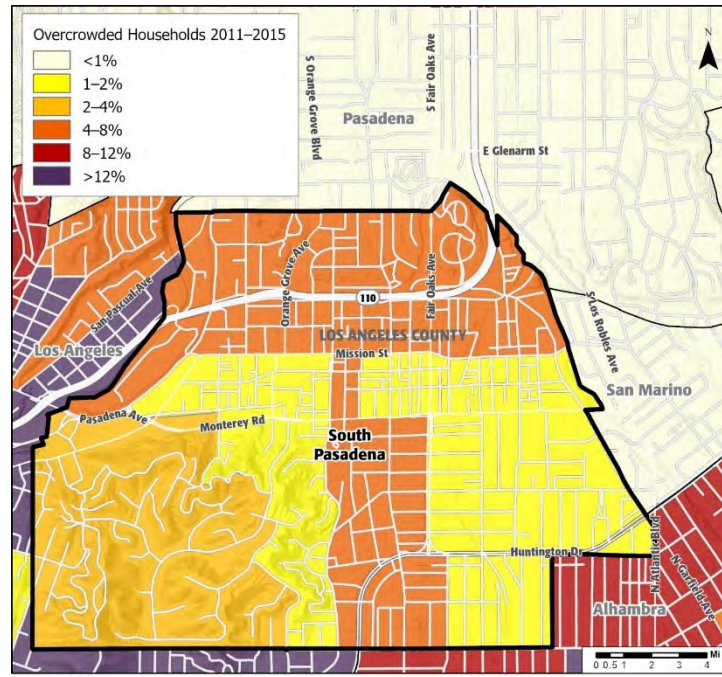 Overcrowded Households 2011–2015
<1%
1–2%
2–4%
4–8%
8–12%
>12%
N
S Orange Grove Blvd
S Fair Oaks Ave
Pasadena
E Glenarm St
Orange Grove Ave
Fair Oaks Ave
San Pascual Ave
110
S Los Robles Ave
LOS ANGELES COUNTY
Los Angeles
Mission St
San Marino
Pasadena Ave
Monterey Rd
South
Pasadena
Huntington Dr
N Atlantic Blvd
N Garfield Ave
Alhambra
Mi
0 0.5 1 2 3 4